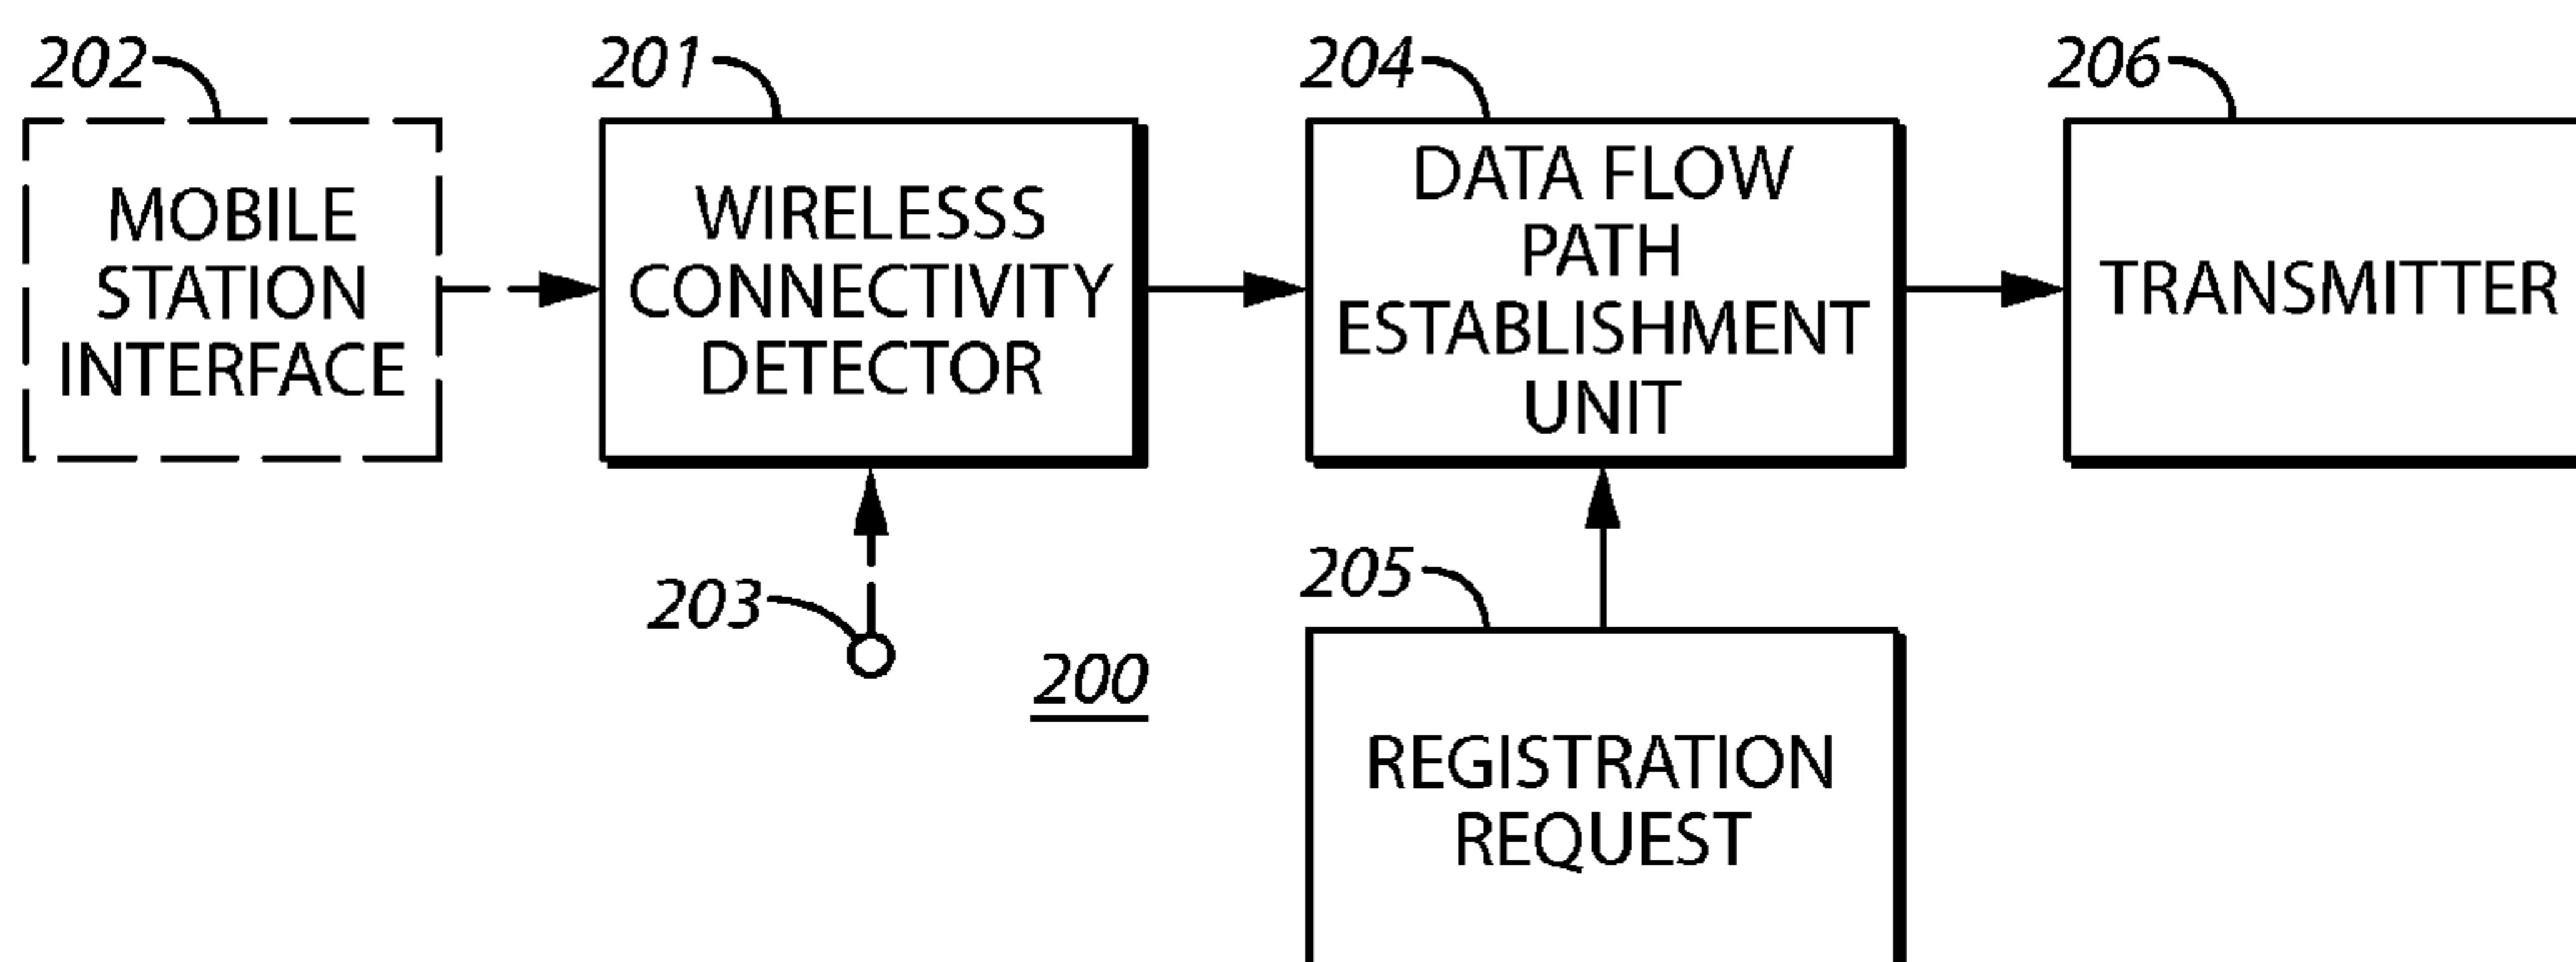 202
201
204
206
MOBILE
STATION
INTERFACE
WIRELESSS
CONNECTIVITY
DETECTOR
DATA FLOW
PATH
ESTABLISHMENT
UNIT
TRANSMITTER
203
200
205
REGISTRATION
REQUEST